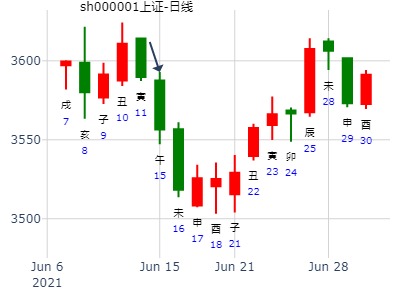 sh000001上证-日线
3600
3550
3500
戌
7
亥
8
子
9
丑
10
寅
11
午
15
未
16
申
17
酉
18
子
21
丑
22
寅
23
卯
24
辰
25
未
28
申
29
酉
30
Jun 6
2021
Jun 15
Jun 21
Jun 28